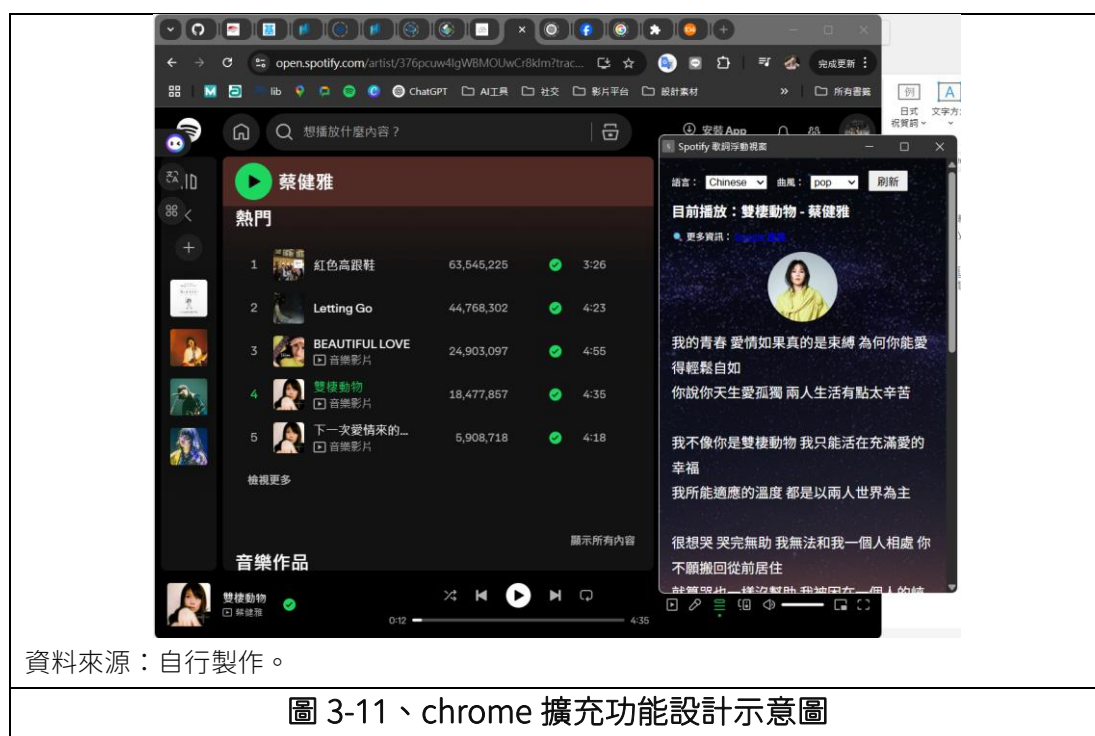 open.spotify.com/artist/376pcuw4IgWBMOUwCr8kIm?trac...
完成更新
lib
ChatGPT
AI工具
社交
影片平台
設計素材
»
所有書籤
例
日式
祝賀詞
A
文字方
想播放什麼內容?
安裝 App
蔡健雅
熱門
1 紅色高跟鞋 63,545,225 3:26
2 Letting Go 44,768,302 4:23
3 BEAUTIFUL LOVE 24,903,097 4:55
音樂影片
4 雙棲動物 18,477,857 4:35
音樂影片
5 下一次愛情來的... 5,908,718 4:18
音樂影片
檢視更多
顯示所有內容
音樂作品
雙棲動物
蔡健雅
0:12
4:35
Spotify 歌詞浮動視窗
語言: Chinese 曲風: pop 刷新
目前播放:雙棲動物 - 蔡健雅
更多資訊:
我的青春 愛情如果真的是束縛 為何你能愛
得輕鬆自如
你說你天生愛孤獨 兩人生活有點太辛苦
我不像你是雙棲動物 我只能活在充滿愛的
幸福
我所能適應的溫度 都是以兩人世界為主
很想哭 哭完無助 我無法和我一個人相處 你
不願搬回從前居住
資料來源:自行製作。
圖 3-11、chrome 擴充功能設計示意圖